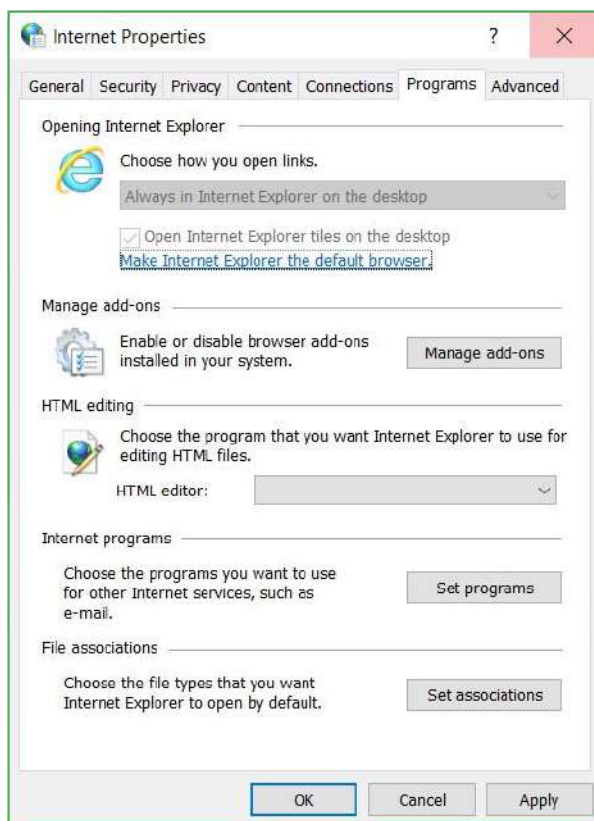 Internet Properties
?
General Security Privacy Content Connections Programs Advanced
Opening Internet Explorer
Choose how you open links.
Always in Internet Explorer on the desktop
Open Internet Explorer tiles on the desktop
Make Internet Explorer the default browser.
Manage add-ons
Enable or disable browser add-ons
installed in your system.
Manage add-ons
HTML editing
Choose the program that you want Internet Explorer to use for
editing HTML files.
HTML editor:
Internet programs
Choose the programs you want to use
for other Internet services, such as
e-mail.
Set programs
File associations
Choose the file types that you want
Internet Explorer to open by default.
Set associations
OK Cancel Apply